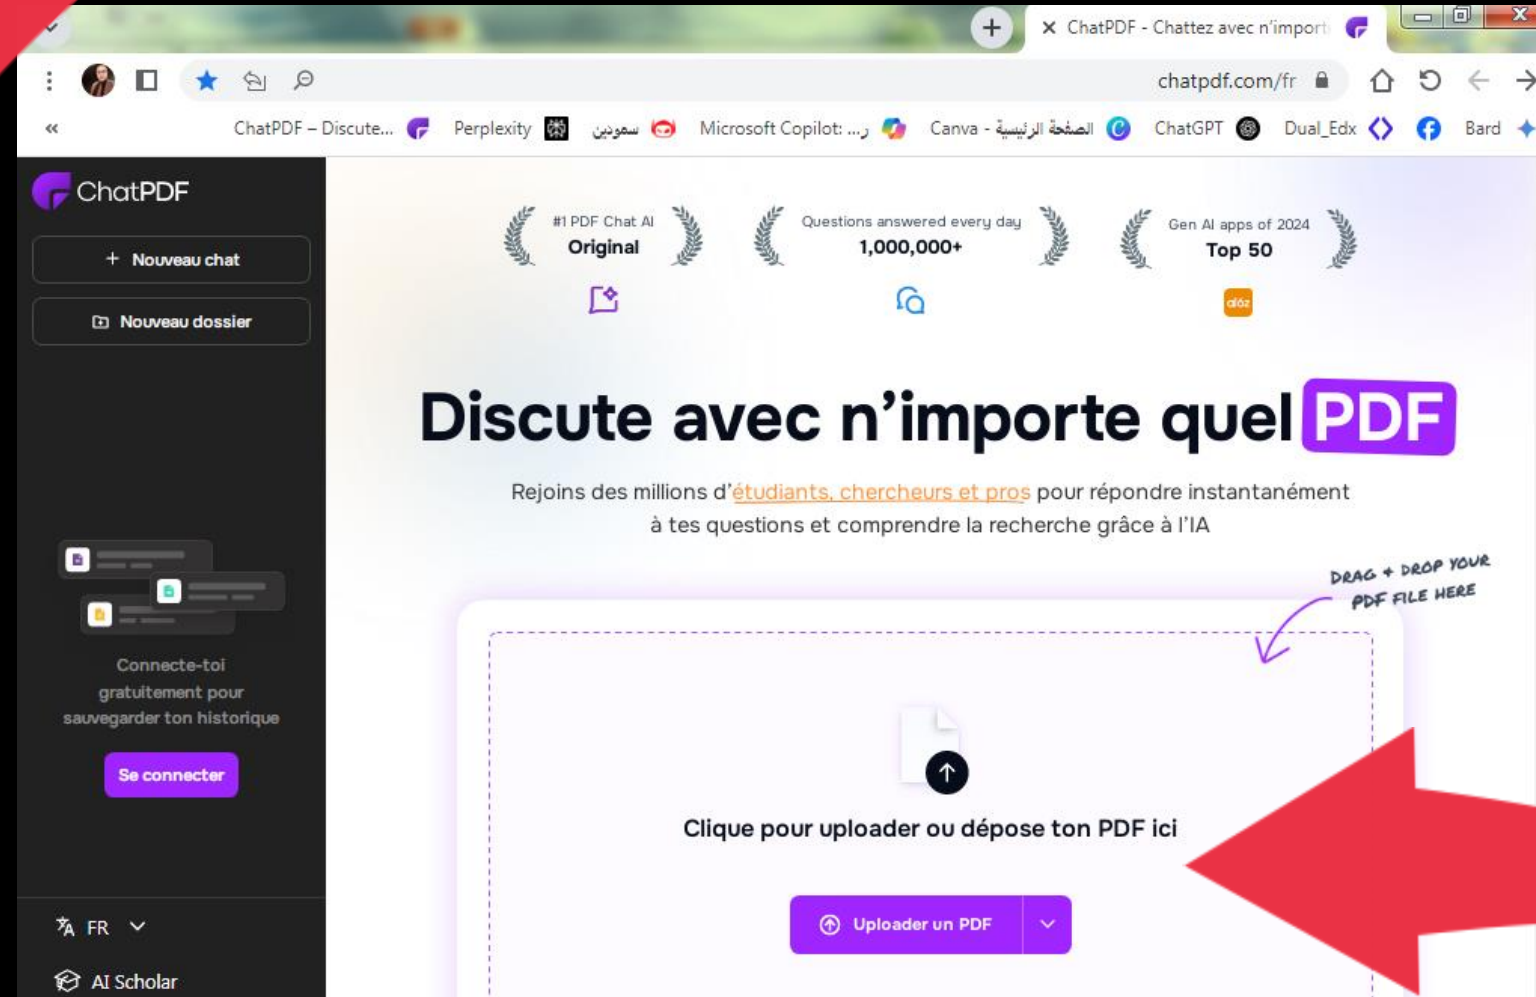 ChatPDF - Chattez avec n'import
chatpdf.com/fr
ChatPDF – Discute... Perplexity سمودين Microsoft Copilot: ...ر Canva - الصفحة الرئيسية ChatGPT Dual_Edx Bard
ChatPDF
+ Nouveau chat
Nouveau dossier
Connecte-toi
gratuitement pour
sauvegarder ton historique
Se connecter
FR
AI Scholar
#1 PDF Chat AI
Original
Questions answered every day
1,000,000+
Gen AI apps of 2024
Top 50
a16z
Discute avec n'importe quel PDF
Rejoins des millions d'étudiants, chercheurs et pros pour répondre instantanément
à tes questions et comprendre la recherche grâce à l'IA
DRAG + DROP YOUR
PDF FILE HERE
Clique pour uploader ou dépose ton PDF ici
Uploader un PDF